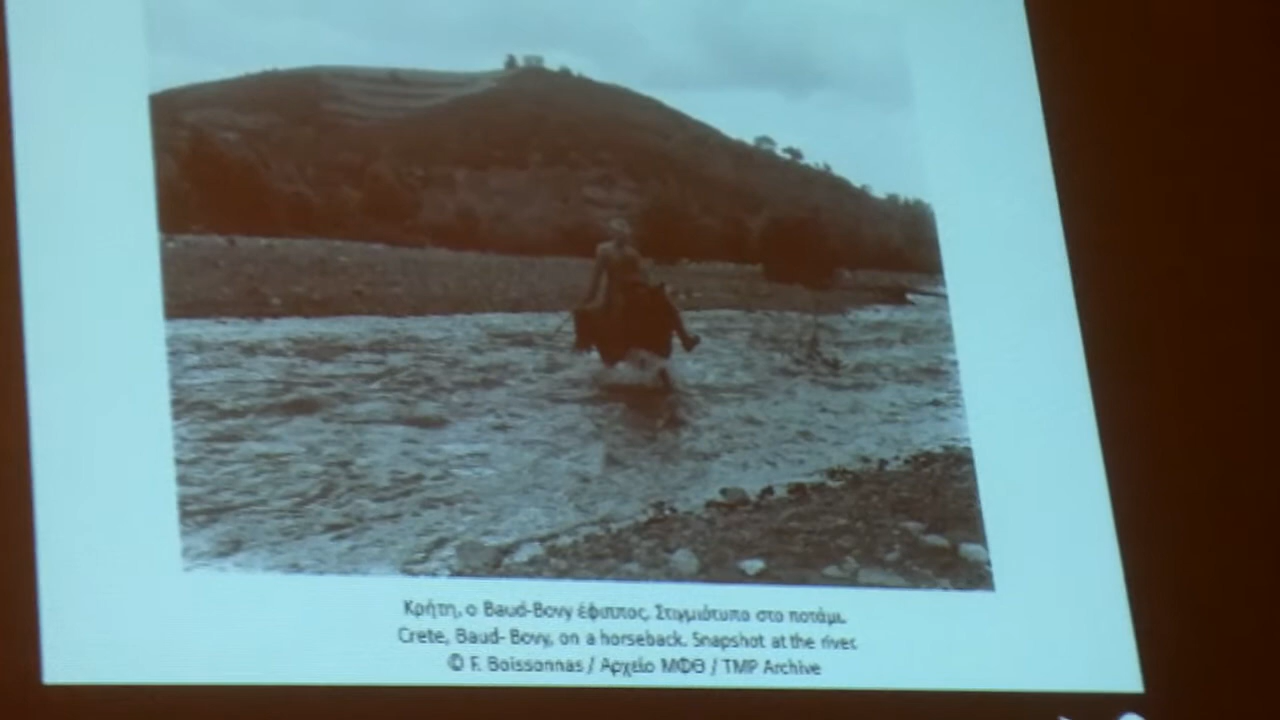 Κρήτη, ο Baud-Bovy έφιππος. Στιγμιότυπο στο ποτάμι.
Crete, Baud- Bovy, on a horseback. Snapshot at the river.
© F. Boissonnas / Αρχείο ΜΦΘ / TMP Archive